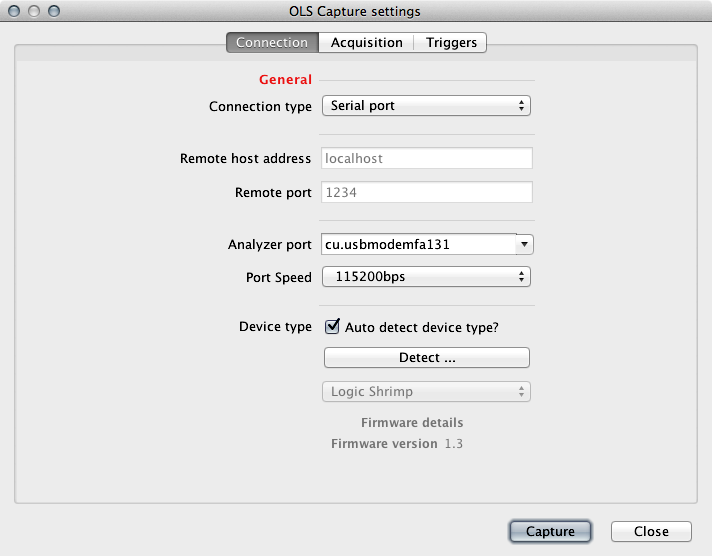 OLS Capture settings
Connection Acquisition Triggers
General
Connection type Serial port
Remote host address localhost
Remote port 1234
Analyzer port cu.usbmodemfa131
Port Speed 115200bps
Device type Auto detect device type?
Detect ...
Logic Shrimp
Firmware details
Firmware version 1.3
Capture Close